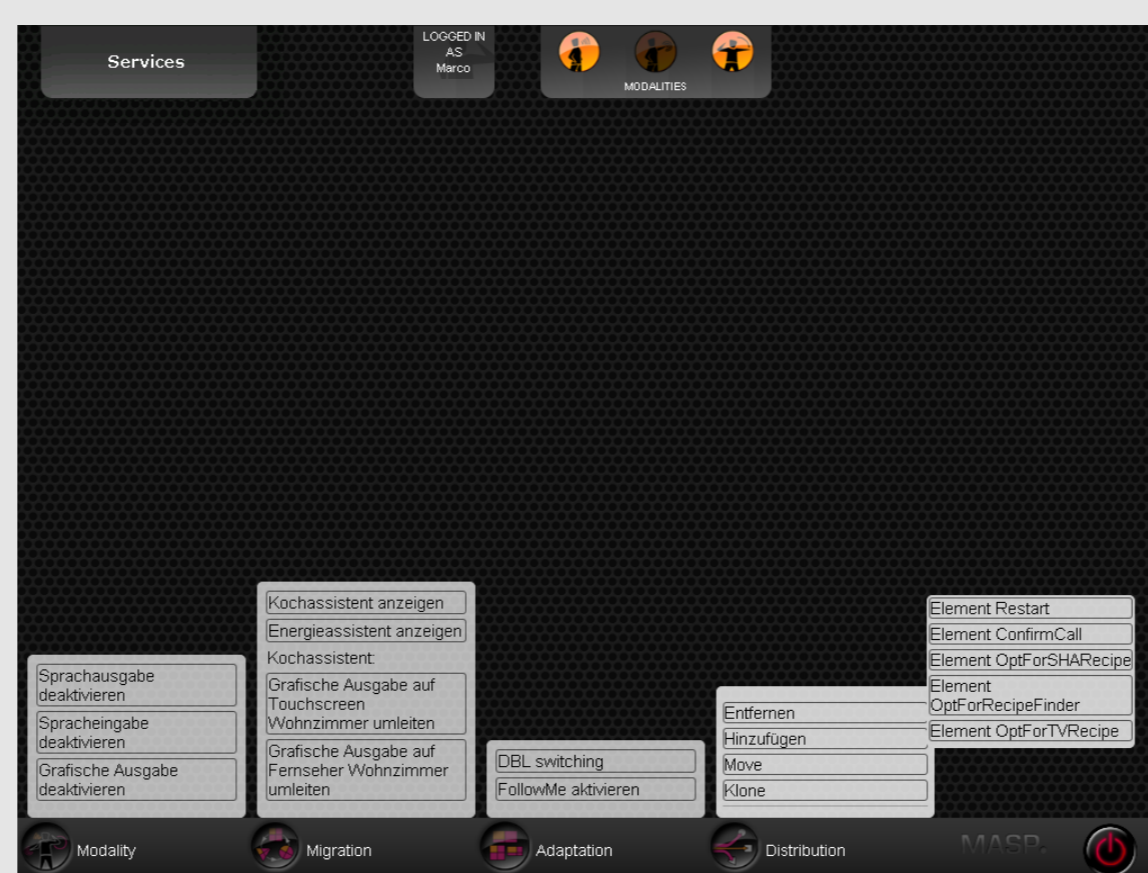 Services
LOGGED IN
AS
Marco
MODALITIES
Sprachausgabe
deaktivieren
Spracheingabe
deaktivieren
Grafische Ausgabe
deaktivieren
Kochassistent anzeigen
Energieassistent anzeigen
Kochassistent:
Grafische Ausgabe auf
Touchscreen
Wohnzimmer umleiten
Grafische Ausgabe auf
Fernseher Wohnzimmer
umleiten
DBL switching
FollowMe aktivieren
Entfernen
Hinzufügen
Move
Klone
Element Restart
Element ConfirmCall
Element OptForSHARecipe
Element
OptForRecipeFinder
Element OptForTVRecipe
Modality
Migration
Adaptation
Distribution
MASP.